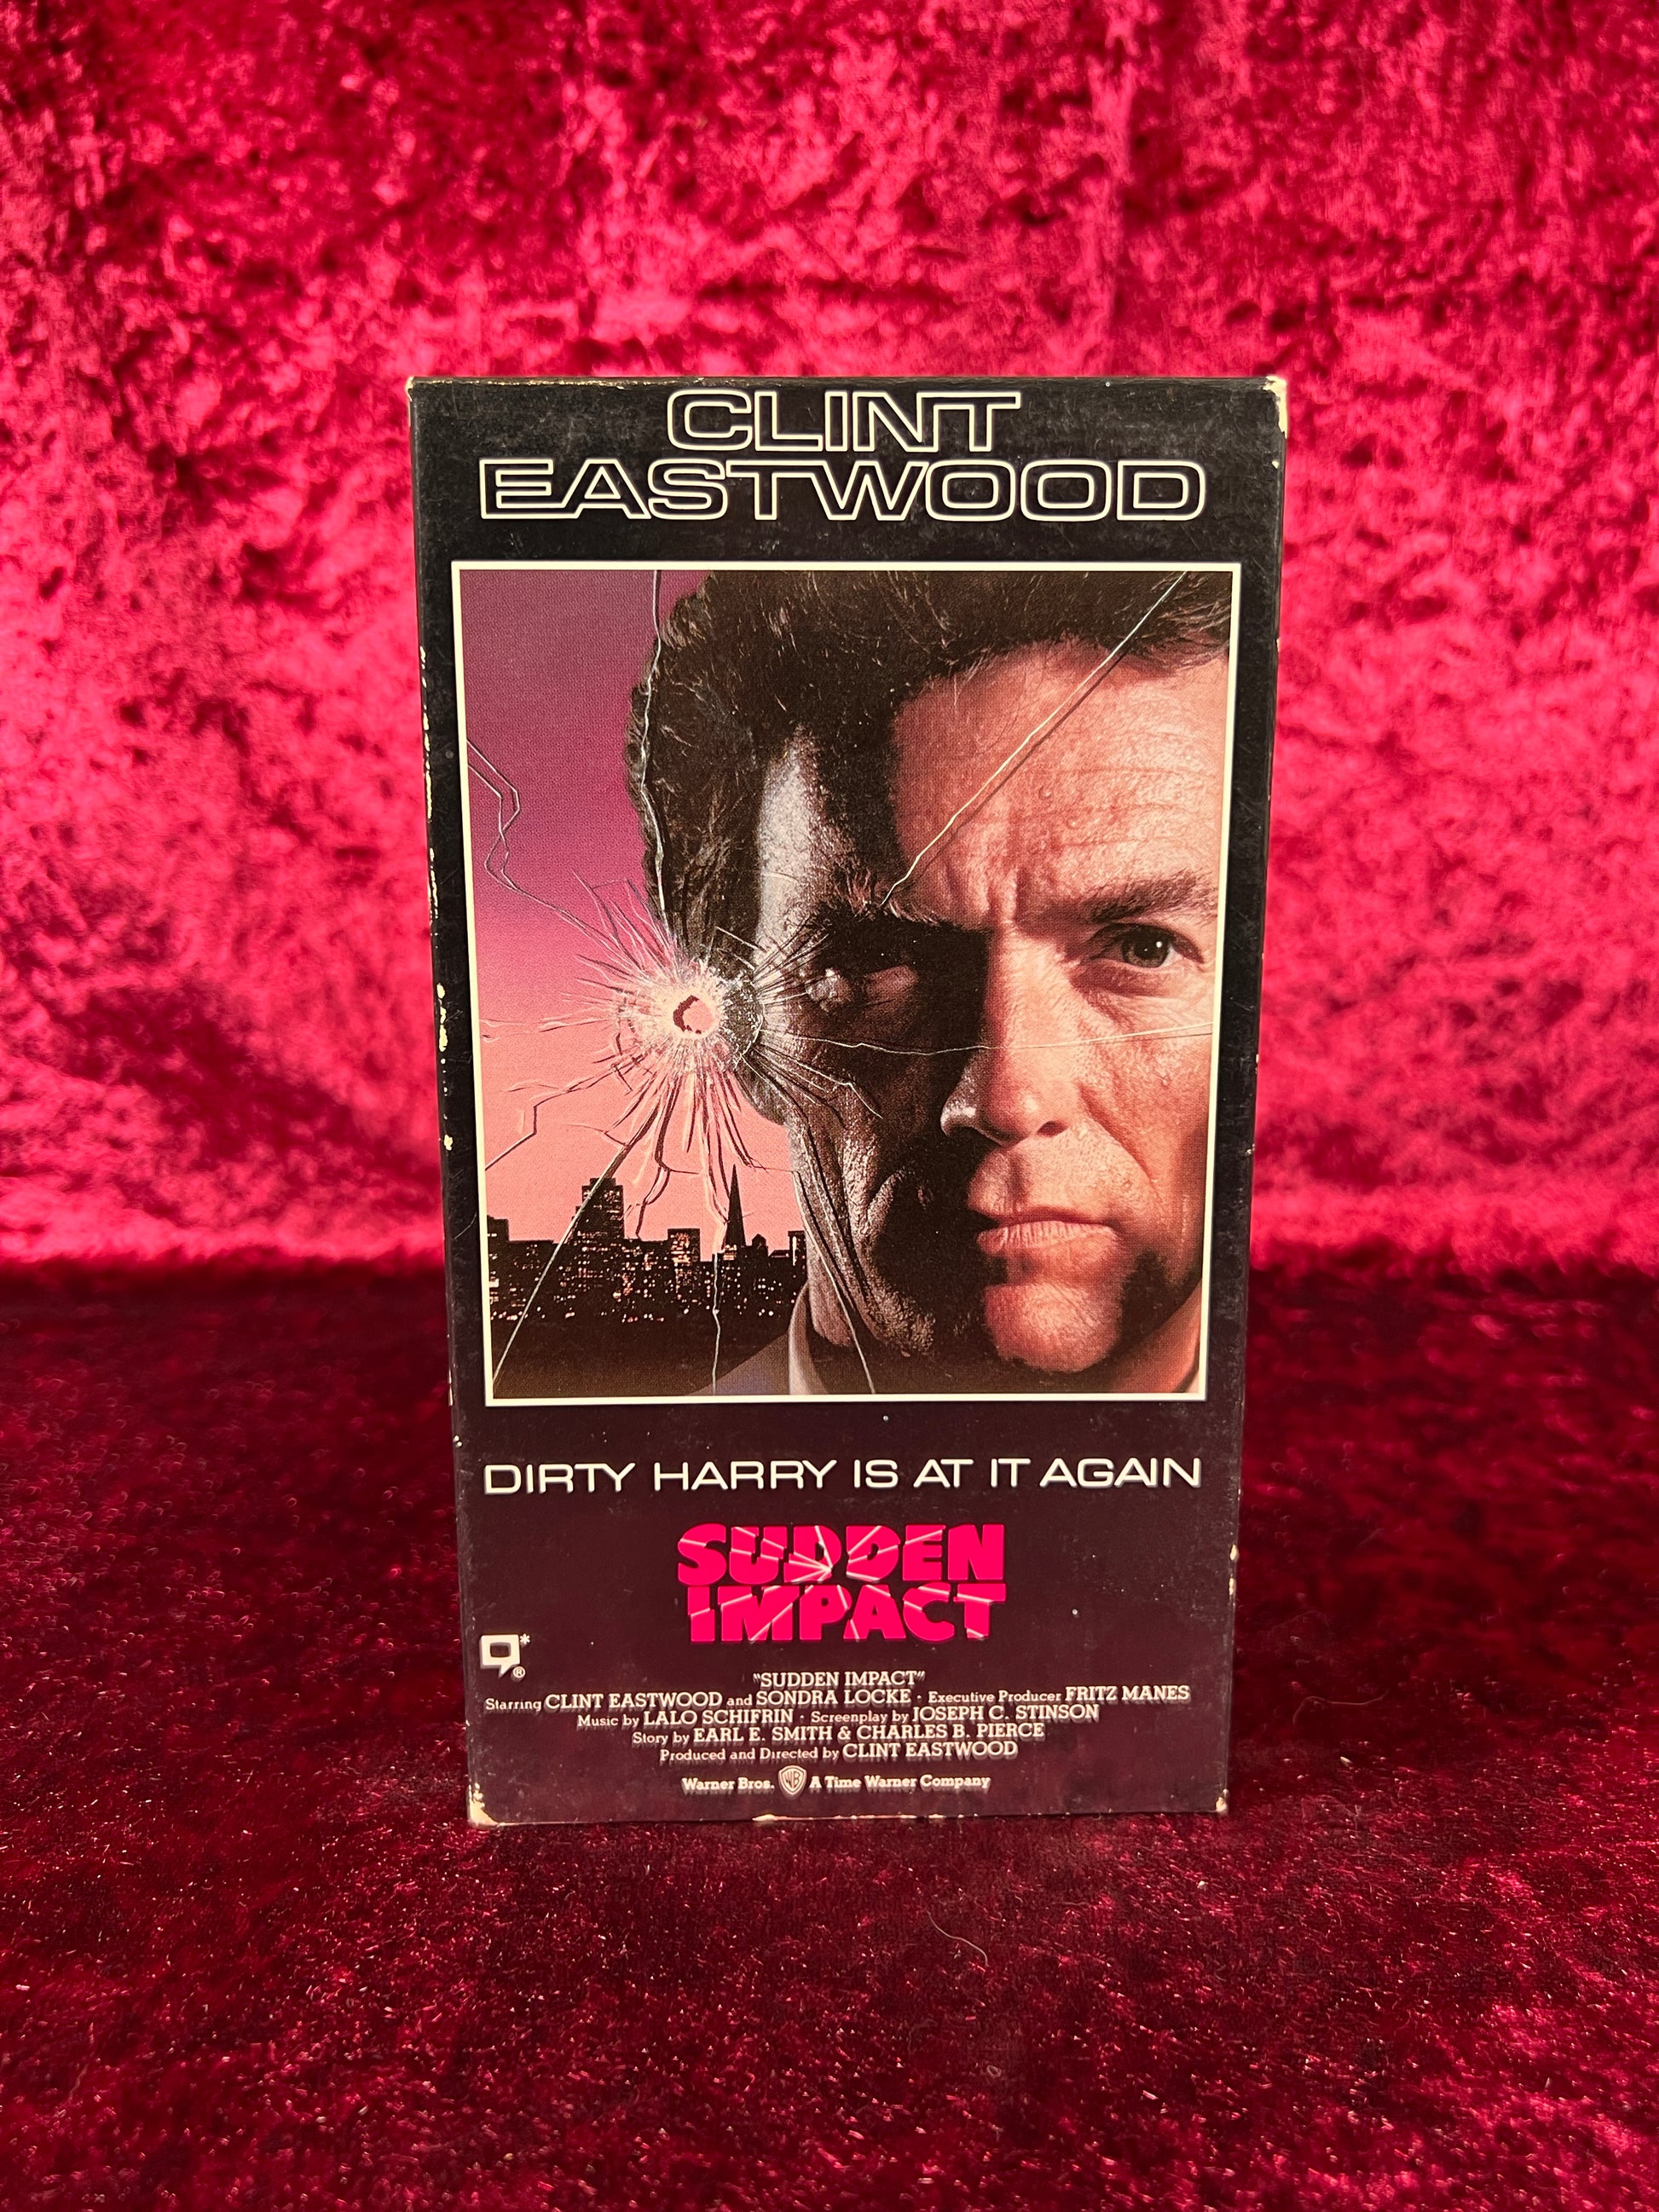 CLINT
EASTWOOD
DIRTY HARRY IS AT IT AGAIN
SUDDEN
IMPACT
*
®
"SUDDEN IMPACT"
Starring CLINT EASTWOOD and SONDRA LOCKE · Executive Producer FRITZ MANES
Music by LALO SCHIFRIN · Screenplay by JOSEPH C. STINSON
Story by EARL E. SMITH & CHARLES B. PIERCE
Produced and Directed by CLINT EASTWOOD
Warner Bros. WB A Time Warner Company